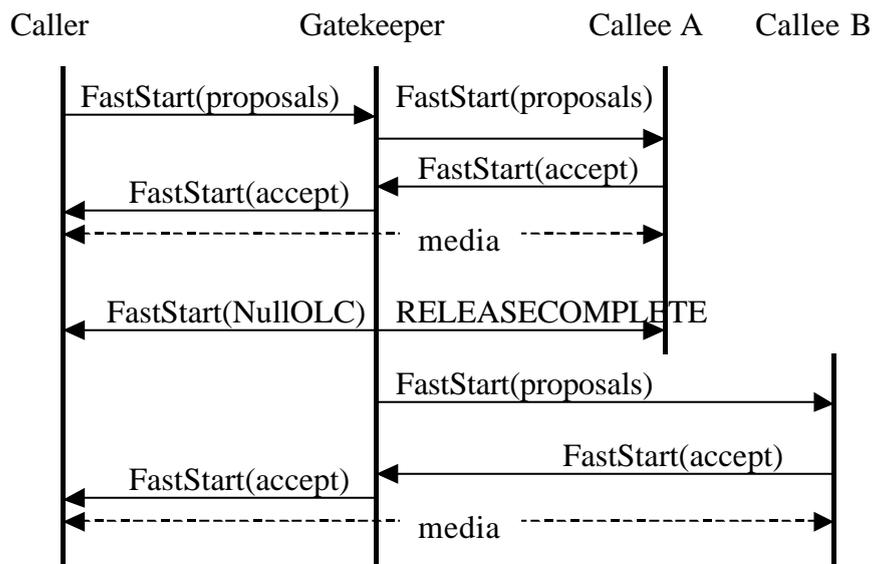 Caller Gatekeeper Callee A Callee B
FastStart(proposals) FastStart(proposals)
FastStart(accept)
FastStart(accept)
media
FastStart(NullOLC) RELEASECOMPLETE
FastStart(proposals)
FastStart(accept)
FastStart(accept)
media